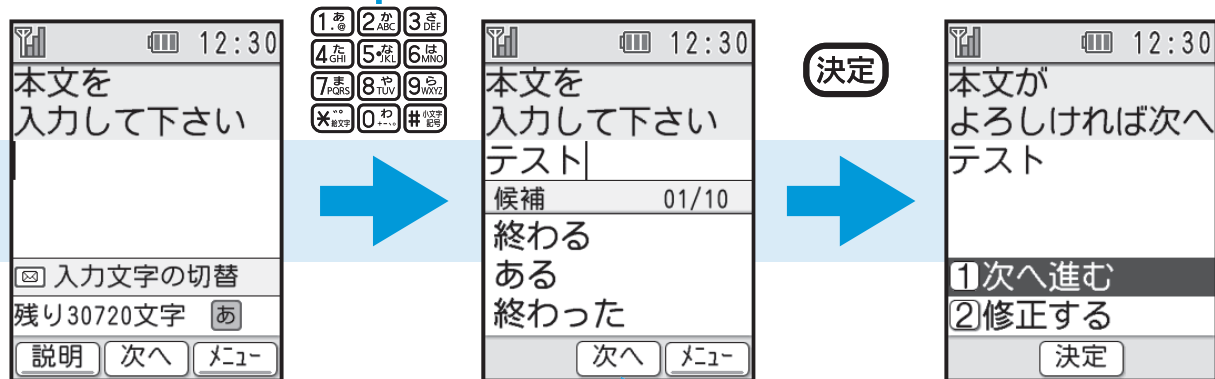 12:30
本文を
入力して下さい
入力文字の切替
残り30720文字 あ
説明 次へ メニュー
1.あ@ 2かABC 3さDEF
4たGHI 5なJKL 6はMNO
7まPQRS 8やTUV 9らWXYZ
＊゛゜絵文字 0わ #小文字記号
12:30
本文を
入力して下さい
テスト
候補 01/10
終わる
ある
終わった
次へ メニュー
決定
12:30
本文が
よろしければ次へ
テスト
1次へ進む
2修正する
決定